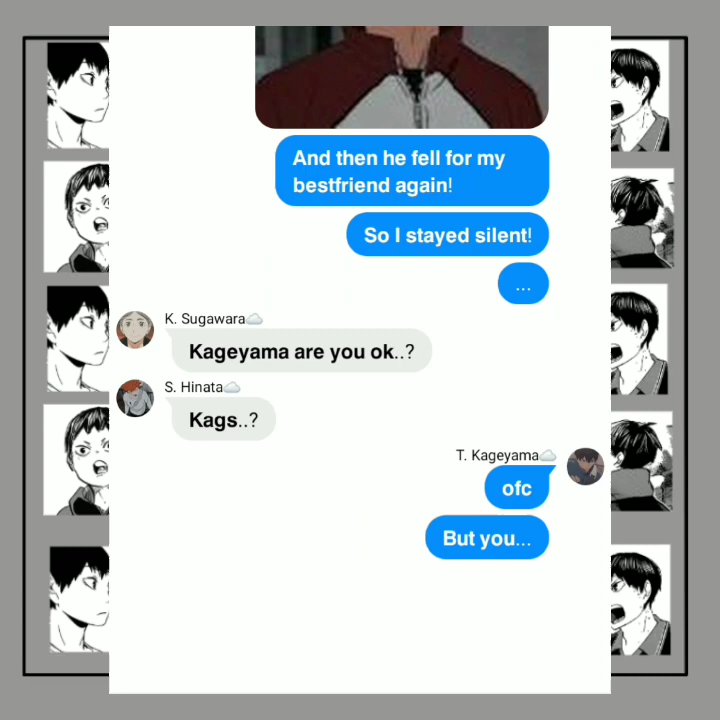 And then he fell for my
bestfriend again!
So I stayed silent!
...
K. Sugawara☁️
Kageyama are you ok..?
S. Hinata☁️
Kags..?
T. Kageyama☁️
ofc
But you...